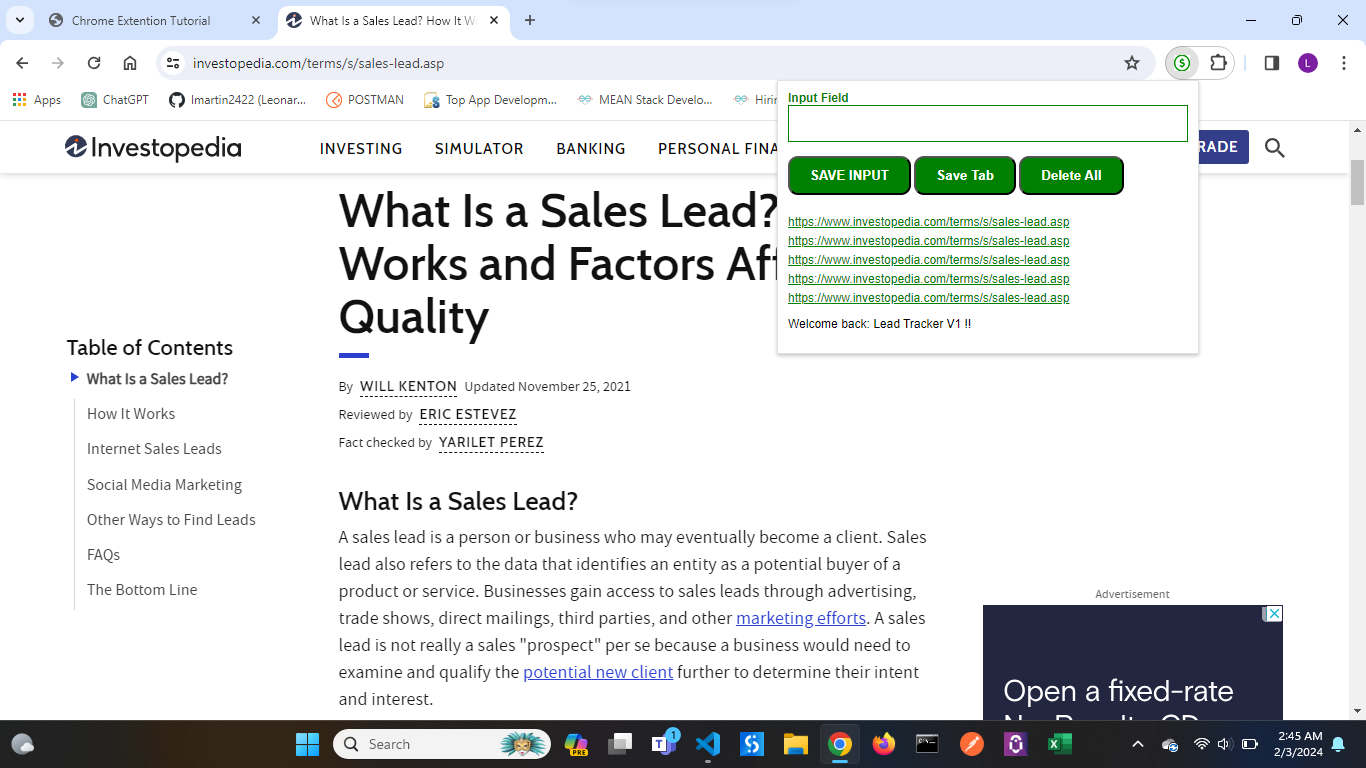 Chrome Extention Tutorial
What Is a Sales Lead? How It W
investopedia.com/terms/s/sales-lead.asp
L
Apps
ChatGPT
lmartin2422 (Leonar...
POSTMAN
Top App Developm...
MEAN Stack Develo...
Hirin
Investopedia
INVESTING
SIMULATOR
BANKING
PERSONAL FINA
RADE
Input Field
SAVE INPUT
Save Tab
Delete All
https://www.investopedia.com/terms/s/sales-lead.asp
https://www.investopedia.com/terms/s/sales-lead.asp
https://www.investopedia.com/terms/s/sales-lead.asp
https://www.investopedia.com/terms/s/sales-lead.asp
https://www.investopedia.com/terms/s/sales-lead.asp
Welcome back: Lead Tracker V1 !!
What Is a Sales Lead?
Works and Factors Aff
Quality
By WILL KENTON Updated November 25, 2021
Reviewed by ERIC ESTEVEZ
Fact checked by YARILET PEREZ
Table of Contents
What Is a Sales Lead?
How It Works
Internet Sales Leads
Social Media Marketing
Other Ways to Find Leads
FAQs
The Bottom Line
What Is a Sales Lead?
A sales lead is a person or business who may eventually become a client. Sales
lead also refers to the data that identifies an entity as a potential buyer of a
product or service. Businesses gain access to sales leads through advertising,
trade shows, direct mailings, third parties, and other marketing efforts. A sales
lead is not really a sales "prospect" per se because a business would need to
examine and qualify the potential new client further to determine their intent
and interest.
Advertisement
Open a fixed-rate
Search
PRE
1
2:45 AM
2/3/2024